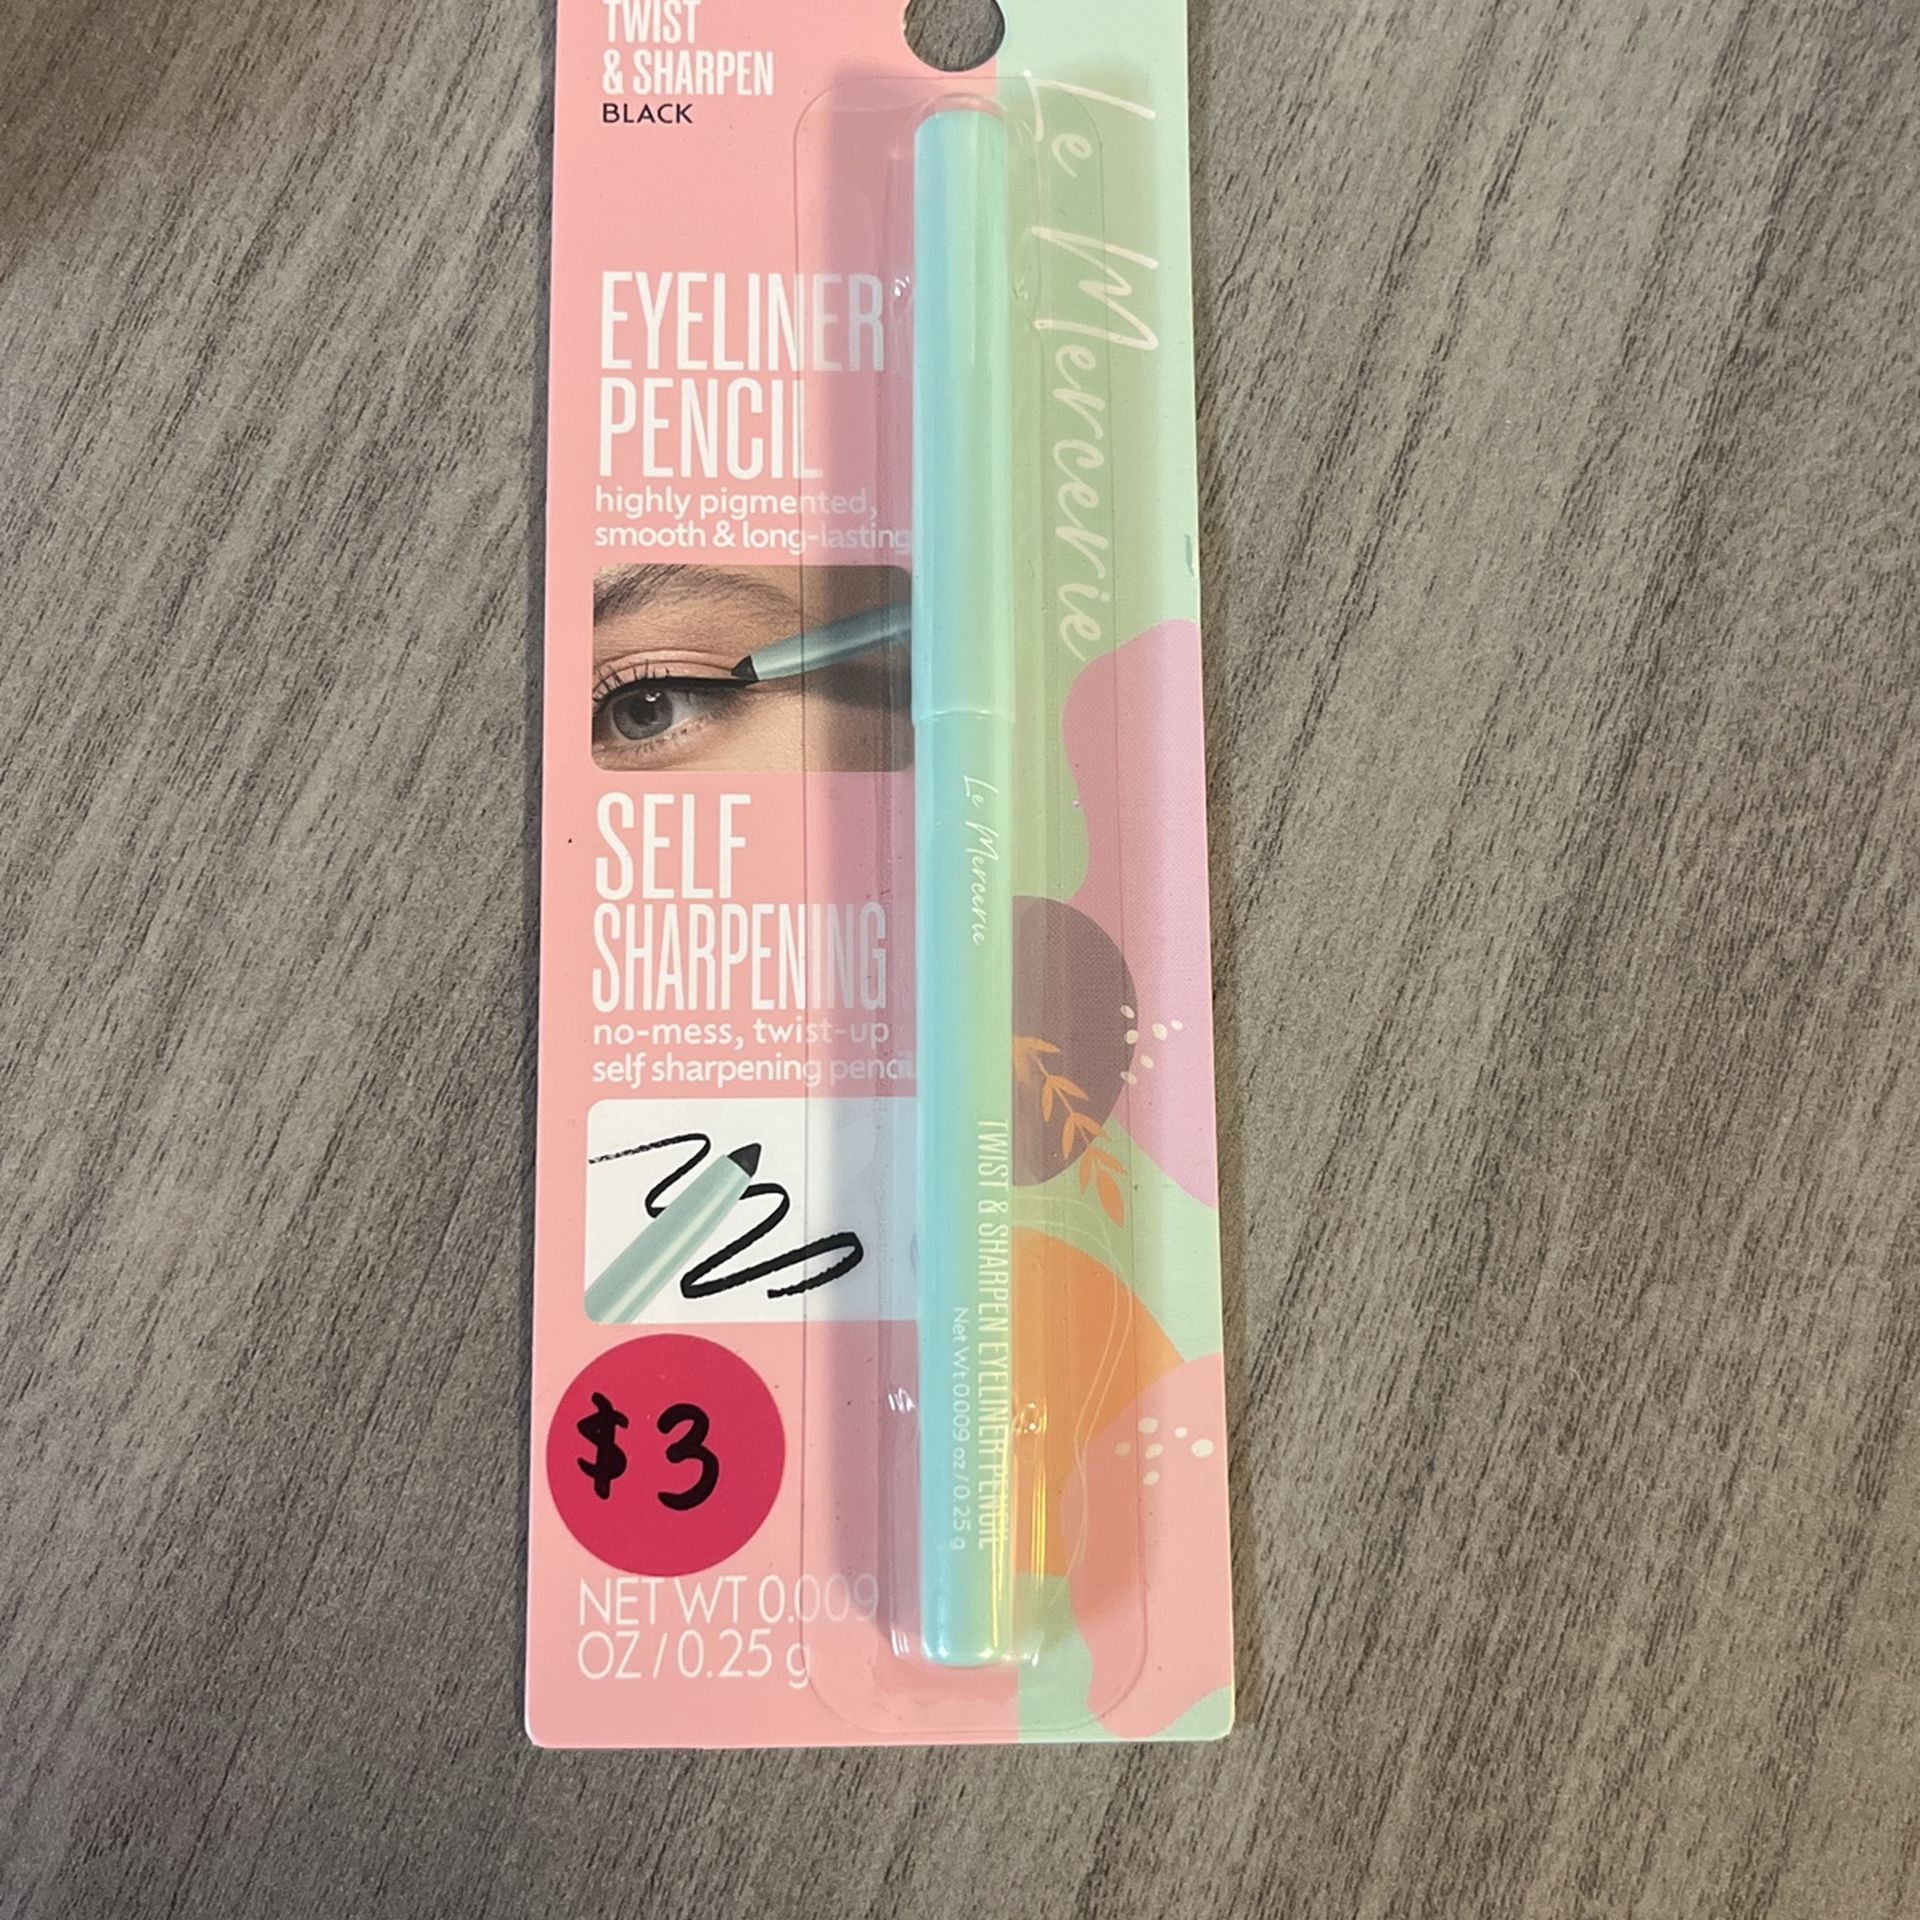 TWIST
& SHARPEN
BLACK
EYELINER
PENCIL
highly pigmented,
smooth & long-lasting
SELF
SHARPENING
no-mess, twist-up
self sharpening pencil
$3
NET WT 0.009
OZ / 0.25 g
Le Mercerie
Le Mercerie
TWIST & SHARPEN EYELINER PENCIL
Net Wt 0.009 oz / 0.25 g